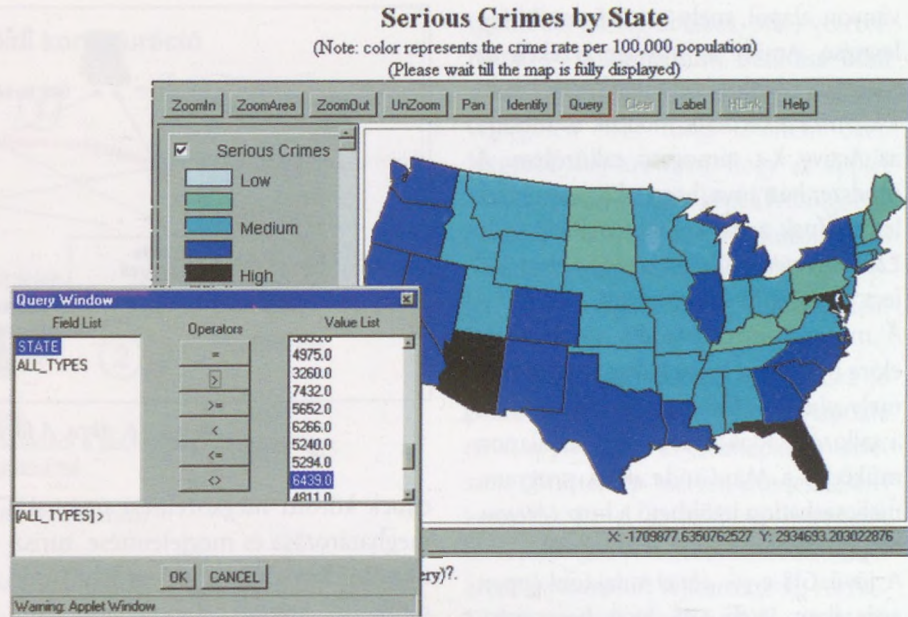 Serious Crimes by State
(Note: color represents the crime rate per 100,000 population)
(Please wait till the map is fully displayed)
ZoomIn ZoomArea ZoomOut UnZoom Pan Identify Query Clear Label HLink Help
Serious Crimes
Low
Medium
High
Query Window
Field List Operators Value List
STATE
ALL_TYPES
=
>
>=
<
<=
<>
4975.0
3260.0
7432.0
5652.0
6266.0
5240.0
5294.0
6439.0
4811.0
[ALL_TYPES] >
OK CANCEL
Warning: Applet Window
X: -1709877.6350762527 Y: 2934693.203022876
ery)?.